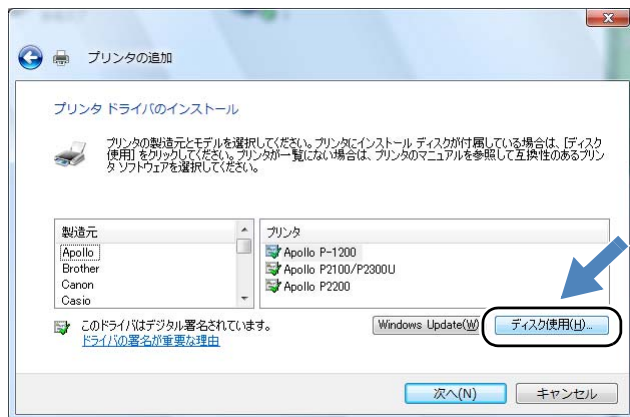 プリンタの追加
プリンタ ドライバのインストール
プリンタの製造元とモデルを選択してください。プリンタにインストール ディスクが付属している場合は、[ディスク
使用] をクリックしてください。プリンタが一覧にない場合は、プリンタのマニュアルを参照して互換性のあるプリン
タ ソフトウェアを選択してください。
製造元
Apollo
Brother
Canon
Casio
プリンタ
Apollo P-1200
Apollo P2100/P2300U
Apollo P2200
このドライバはデジタル署名されています。
ドライバの署名が重要な理由
Windows Update(W)
ディスク使用(H)...
次へ(N)
キャンセル